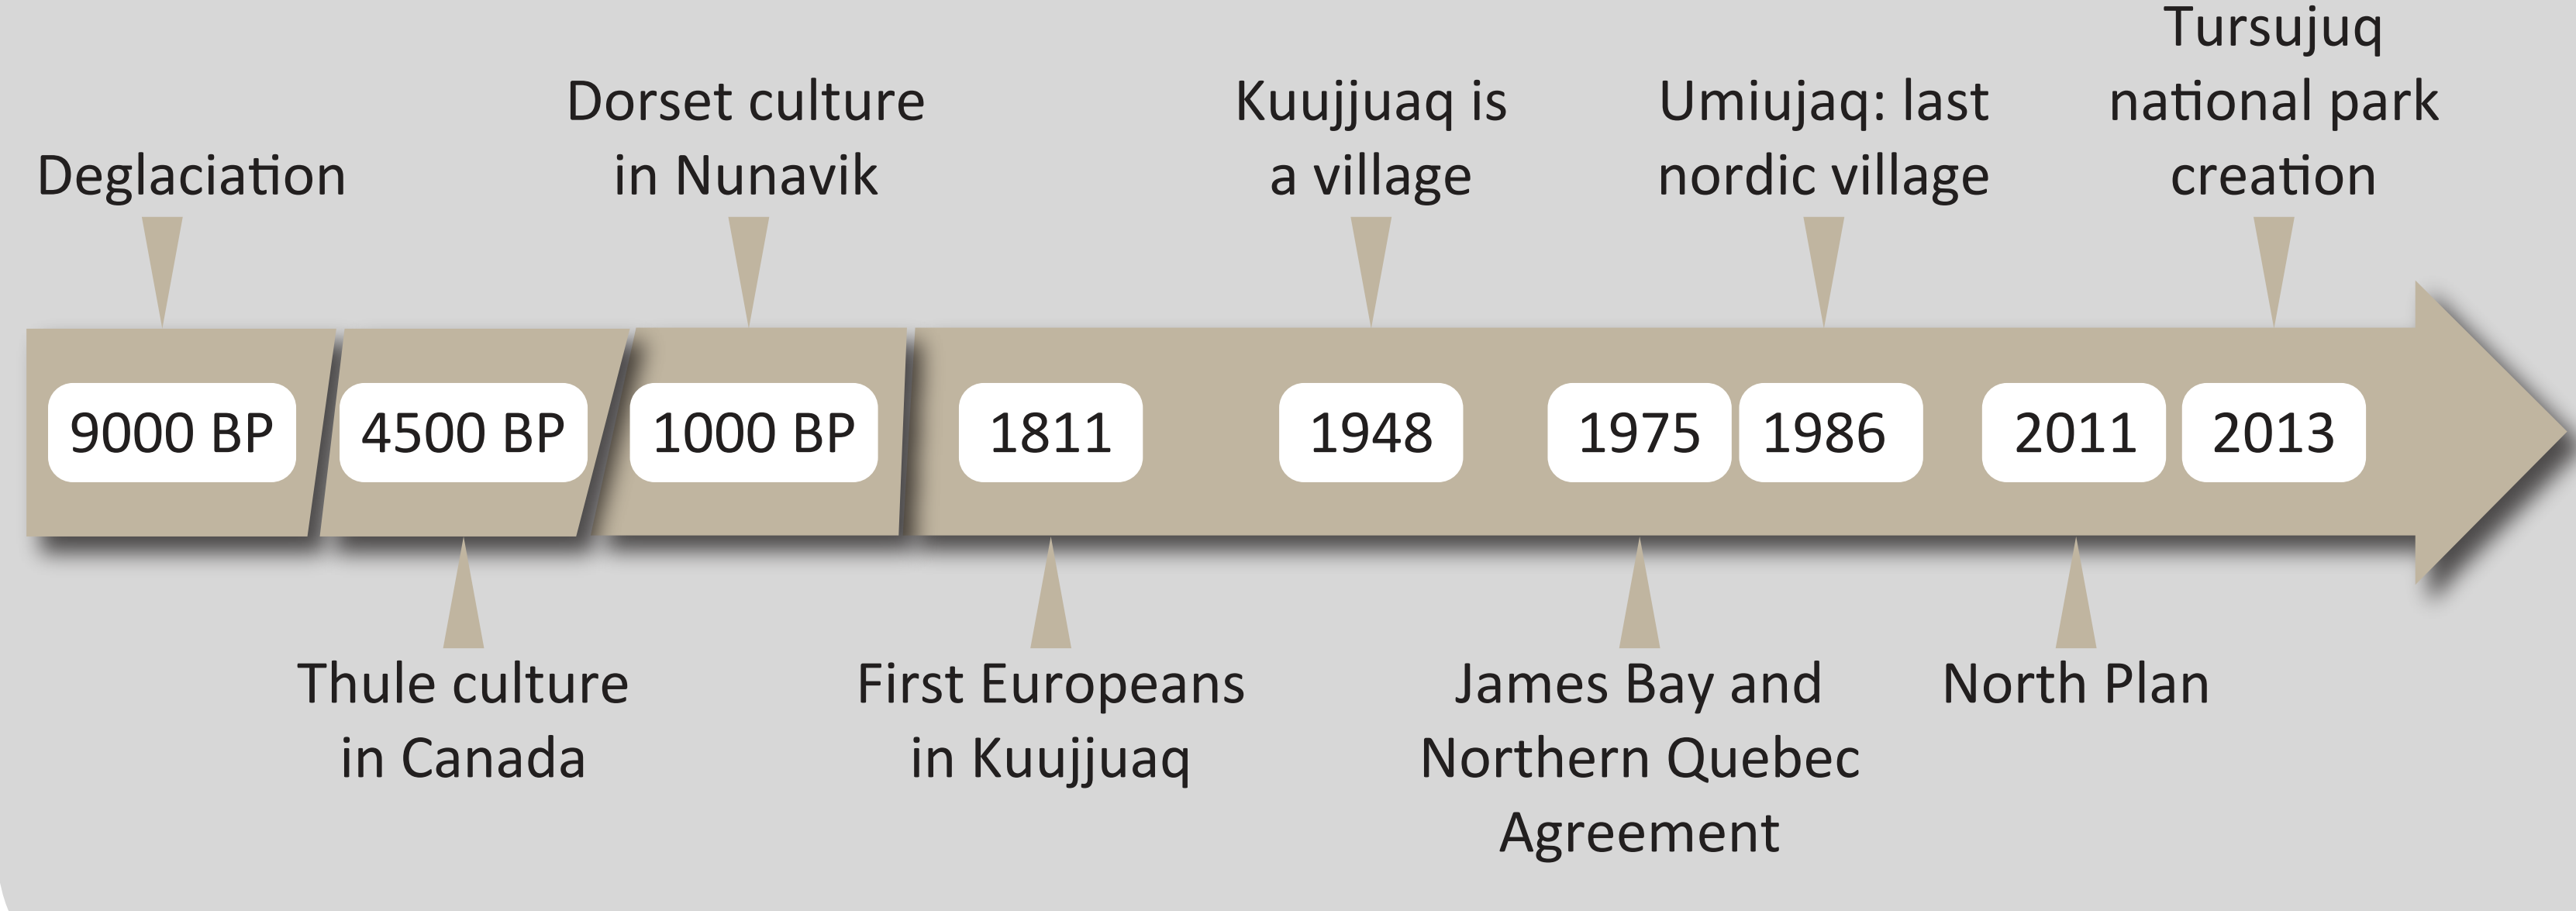 Deglaciation
Dorset culture
in Nunavik
Kuujjuaq is
a village
Umiujaq: last
nordic village
Tursujuq
national park
creation
9000 BP
4500 BP
1000 BP
1811
1948
1975
1986
2011
2013
Thule culture
in Canada
First Europeans
in Kuujjuaq
James Bay and
Northern Quebec
Agreement
North Plan